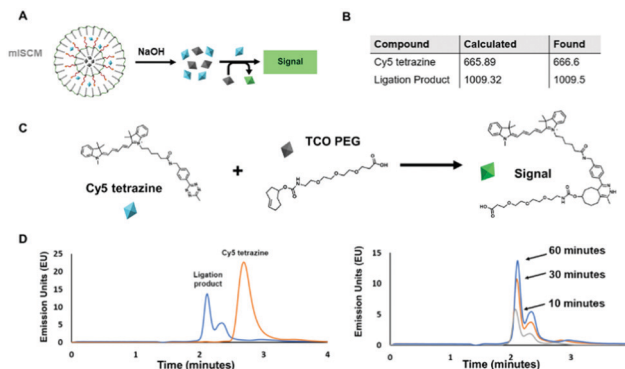 A
mISCM
NaOH
Signal
B
Compound Calculated Found
Cy5 tetrazine 665.89 666.6
Ligation Product 1009.32 1009.5
C
Cy5 tetrazine
+
TCO PEG
Signal
D
Emission Units (EU)
25
20
15
10
5
0
Ligation
product
Cy5 tetrazine
0 1 2 3 4
Time (minutes)
Emission Units (EU)
15
10
5
0
60 minutes
30 minutes
10 minutes
0 1 2 3
Time (minutes)